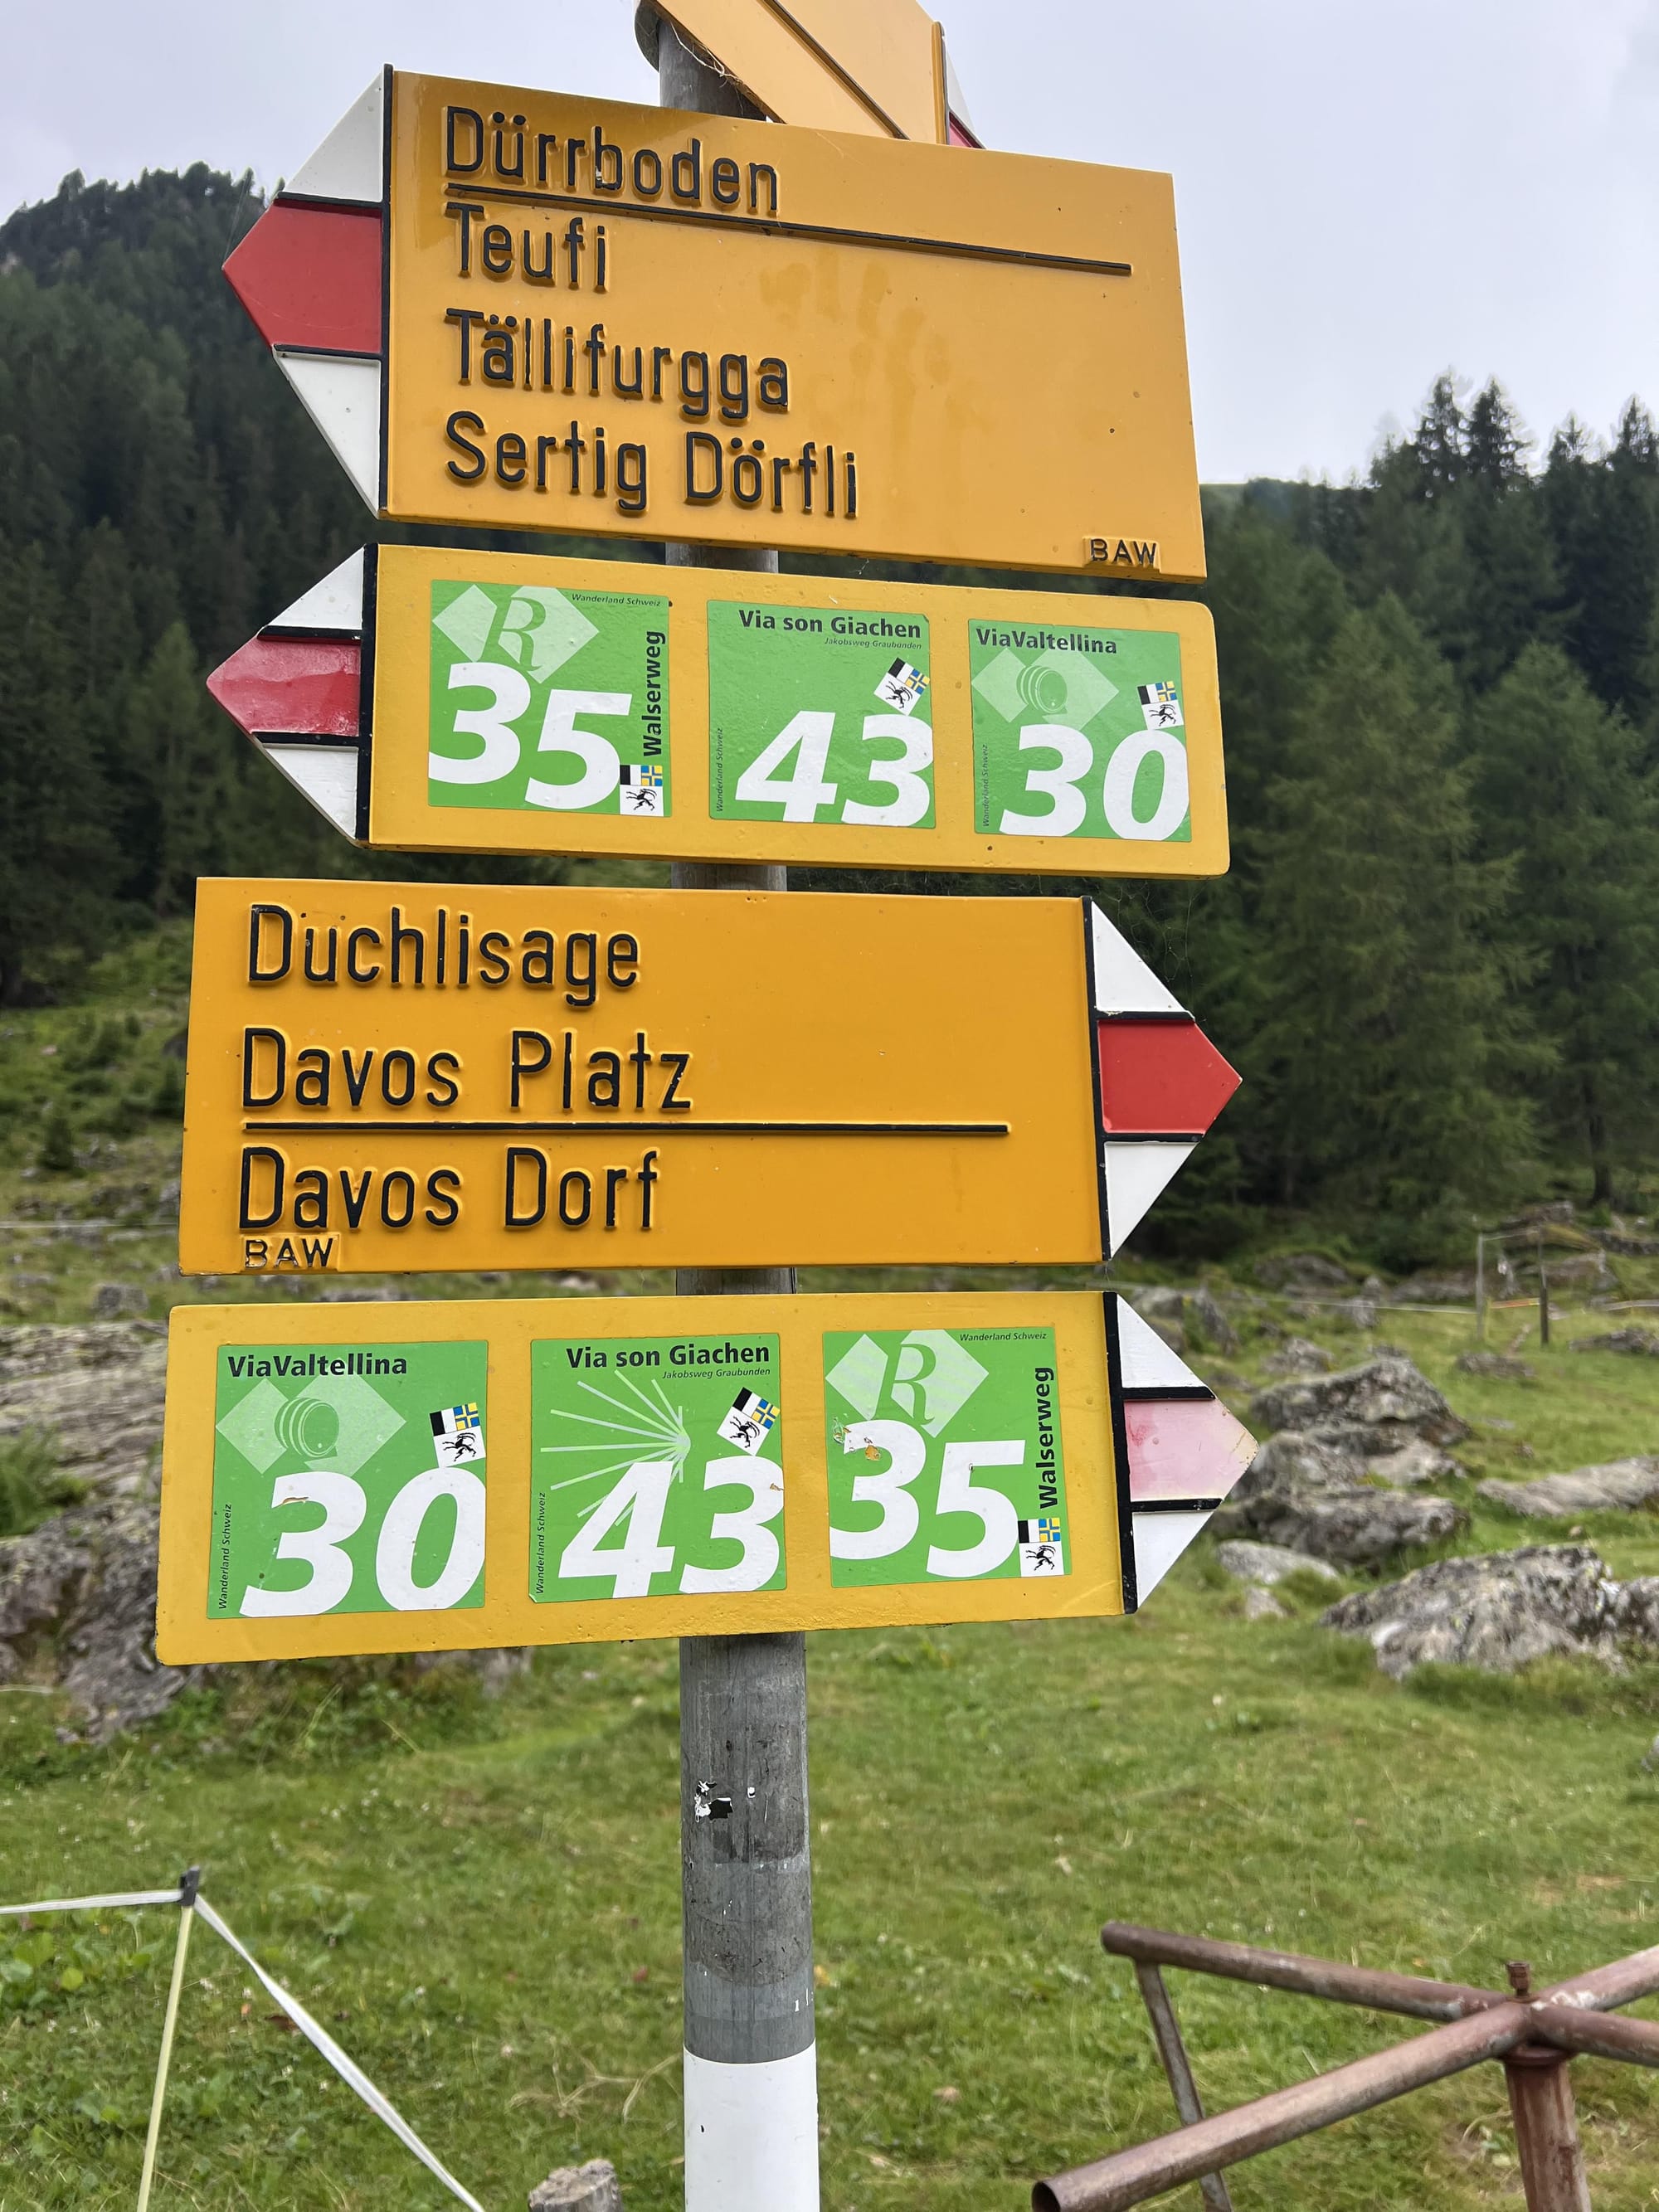 Dürrboden
Teufi
Tällifurgga
Sertig Dörfli
BAW
Wanderland Schweiz
R
35
Walserweg
Via son Giachen
Jakobsweg Graubünden
Wanderland Schweiz
43
ViaValtellina
Wanderland Schweiz
30
Duchlisage
Davos Platz
Davos Dorf
BAW
ViaValtellina
Wanderland Schweiz
30
Via son Giachen
Jakobsweg Graubünden
Wanderland Schweiz
43
Wanderland Schweiz
R
35
Walserweg